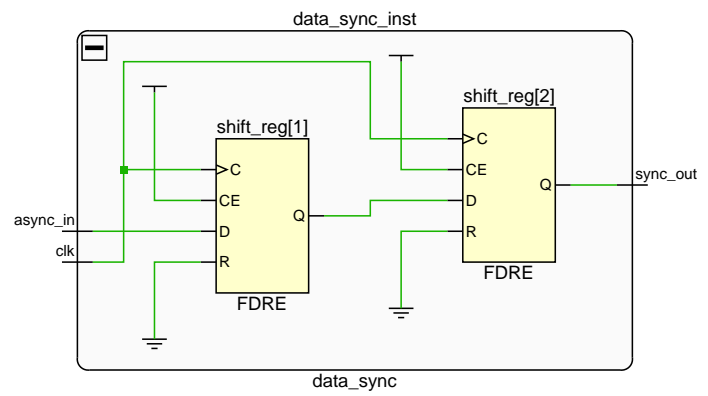 data_sync_inst
shift_reg[1]
C
CE
D
R
Q
FDRE
shift_reg[2]
C
CE
D
R
Q
FDRE
async_in
clk
sync_out
data_sync